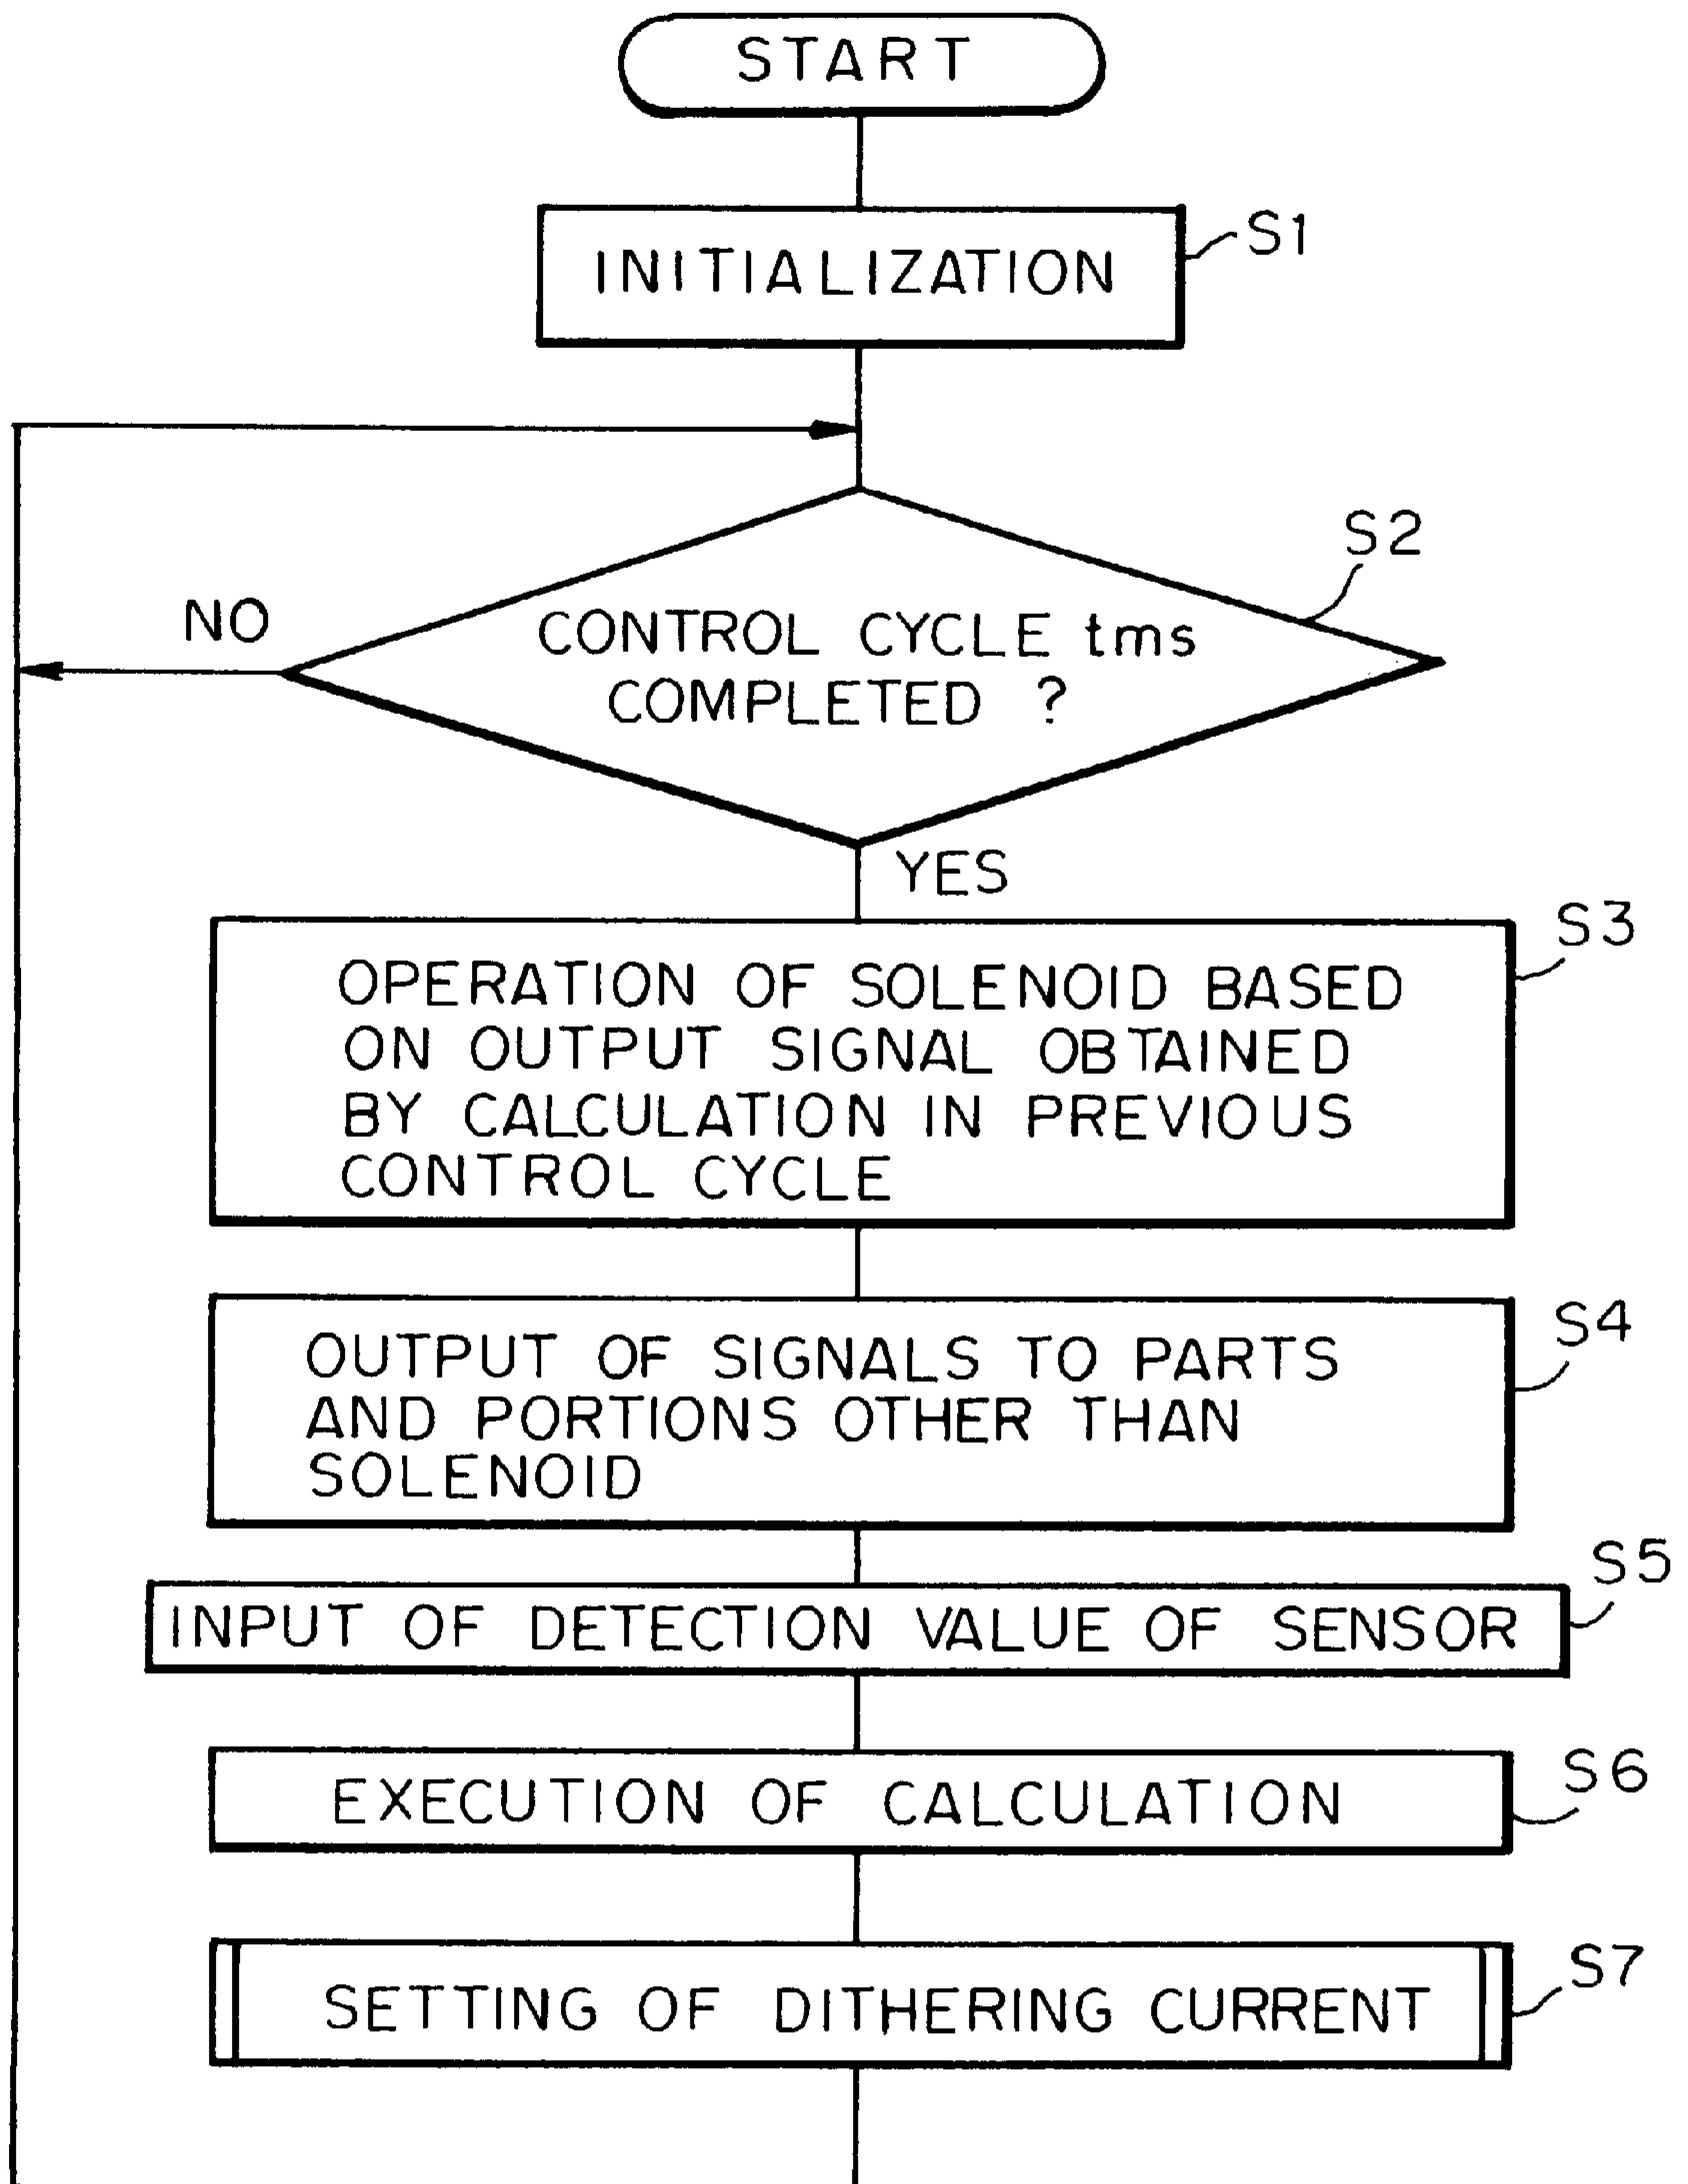 START
INITIALIZATION
S1
S2
NO
CONTROL CYCLE tms
COMPLETED ?
YES
S3
OPERATION OF SOLENOID BASED
ON OUTPUT SIGNAL OBTAINED
BY CALCULATION IN PREVIOUS
CONTROL CYCLE
S4
OUTPUT OF SIGNALS TO PARTS
AND PORTIONS OTHER THAN
SOLENOID
S5
INPUT OF DETECTION VALUE OF SENSOR
S6
EXECUTION OF CALCULATION
S7
SETTING OF DITHERING CURRENT